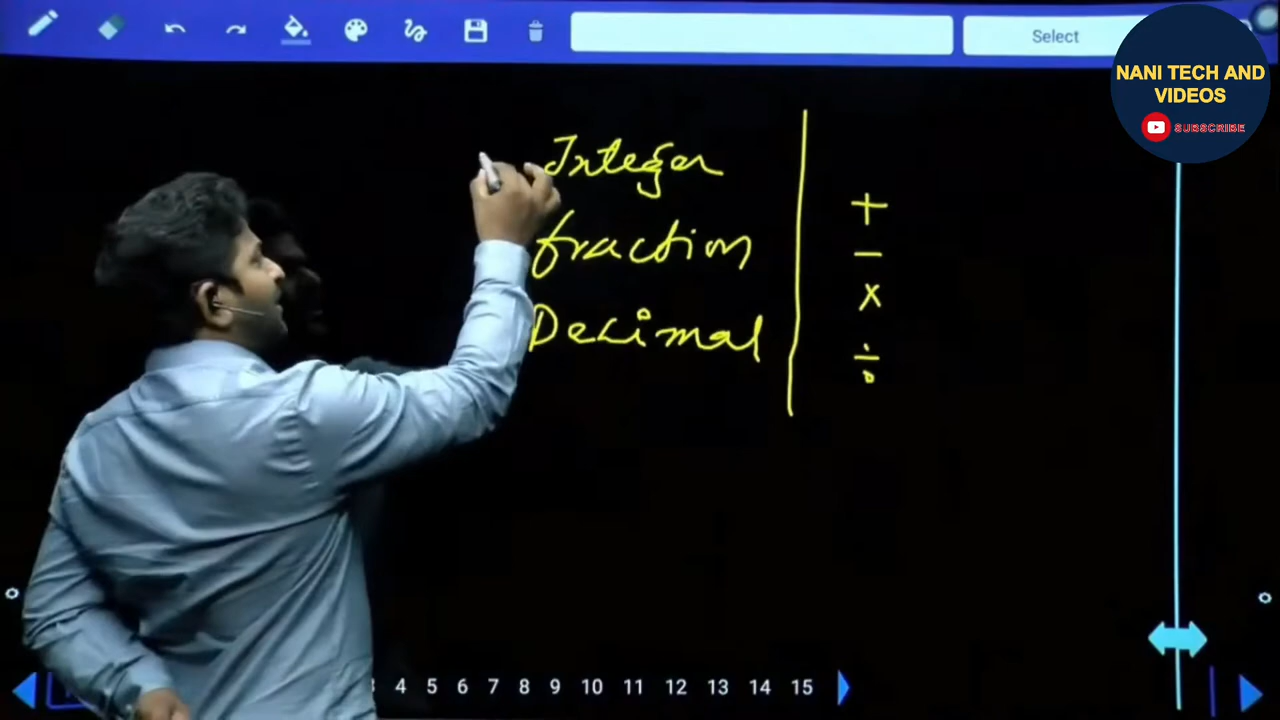 Select
NANI TECH AND
VIDEOS
SUBSCRIBE
Integer
fraction
Decimal
+
−
×
÷
4 5 6 7 8 9 10 11 12 13 14 15